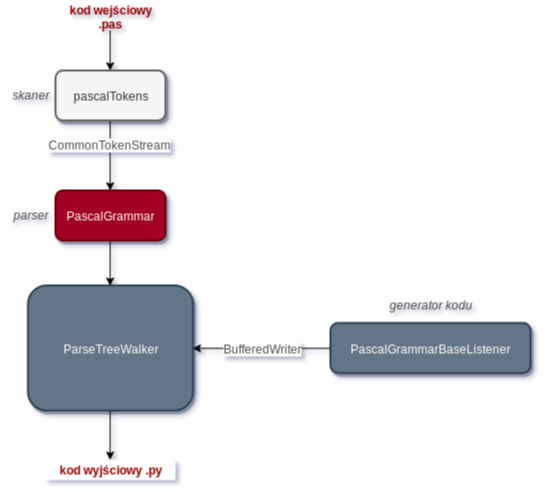 kod wejściowy
.pas
skaner
pascalTokens
CommonTokenStream
parser
PascalGrammar
generator kodu
ParseTreeWalker
BufferedWriter
PascalGrammarBaseListener
kod wyjściowy .py